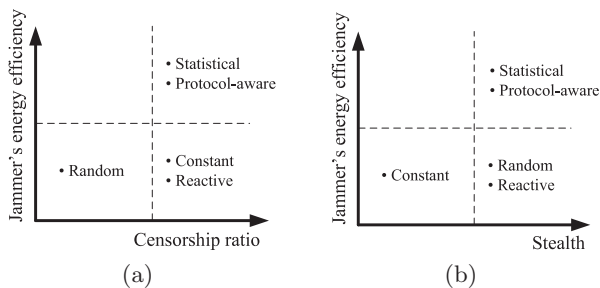 Jammer's energy efficiency
• Statistical
• Protocol-aware
• Random
• Constant
• Reactive
Censorship ratio
(a)
Jammer's energy efficiency
• Statistical
• Protocol-aware
• Constant
• Random
• Reactive
Stealth
(b)